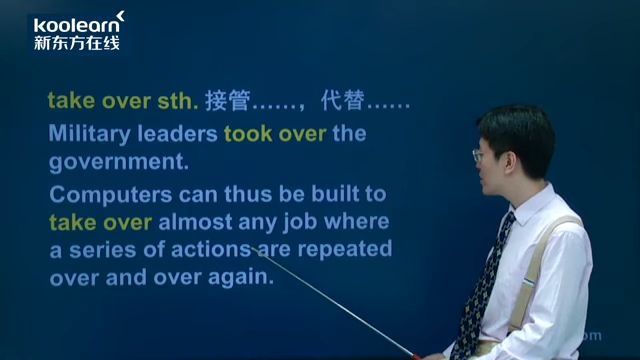 koolearn
新东方在线
take over sth. 接管……，代替……
Military leaders took over the
government.
Computers can thus be built to
take over almost any job where
a series of actions are repeated
over and over again.
om